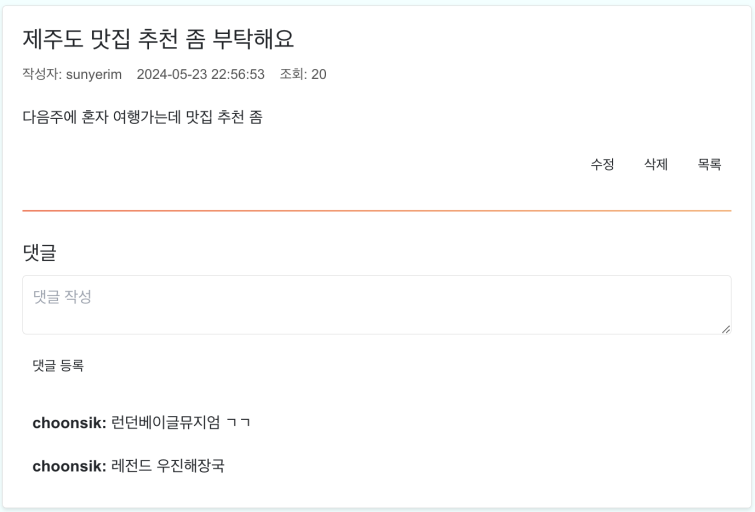 제주도 맛집 추천 좀 부탁해요
작성자: sunyerim 2024-05-23 22:56:53 조회: 20
다음주에 혼자 여행가는데 맛집 추천 좀
수정 삭제 목록
댓글
댓글 작성
댓글 등록
choonsik: 런던베이글뮤지엄 ㄱㄱ
choonsik: 레전드 우진해장국